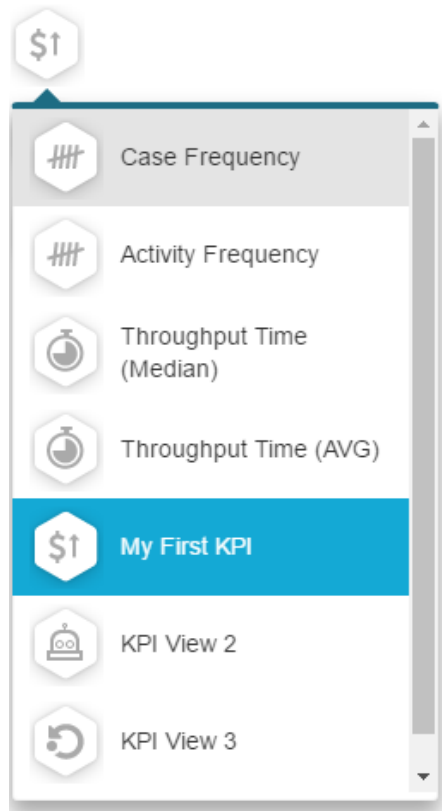 $↑
Case Frequency
Activity Frequency
Throughput Time
(Median)
Throughput Time (AVG)
$↑
My First KPI
KPI View 2
KPI View 3